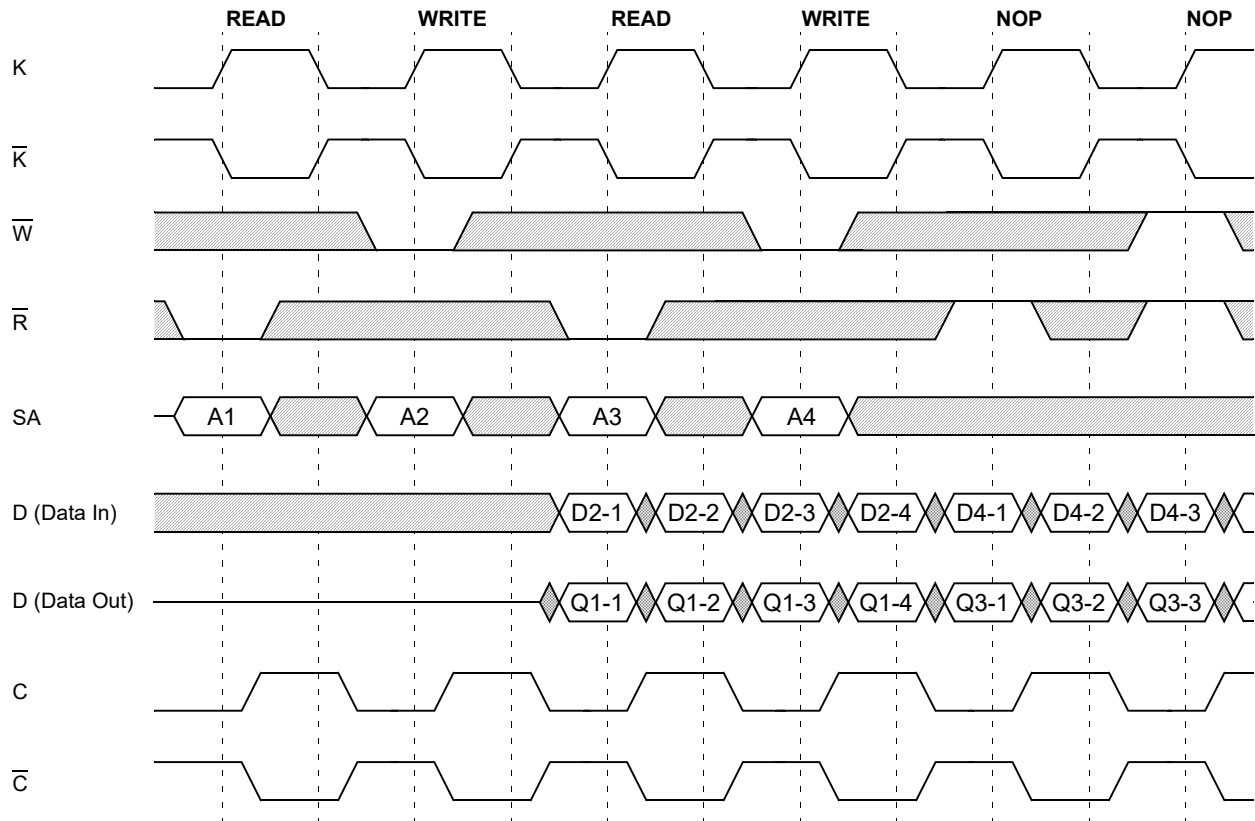 READ WRITE READ WRITE NOP NOP
K
K̅
W̅
R̅
SA A1 A2 A3 A4
D (Data In) D2-1 D2-2 D2-3 D2-4 D4-1 D4-2 D4-3
D (Data Out) Q1-1 Q1-2 Q1-3 Q1-4 Q3-1 Q3-2 Q3-3
C
C̅